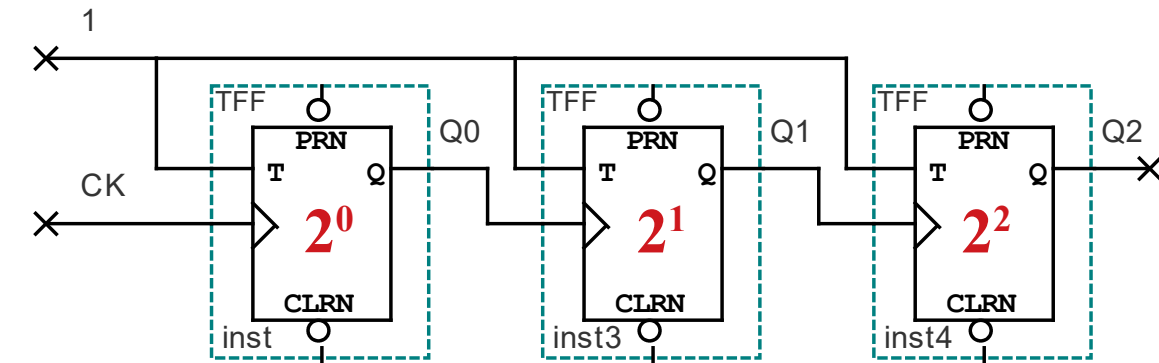 1
TFF TFF TFF
PRN PRN PRN
Q0 Q1 Q2
T Q T Q T Q
CK
2⁰ 2¹ 2²
CLRN CLRN CLRN
inst inst3 inst4